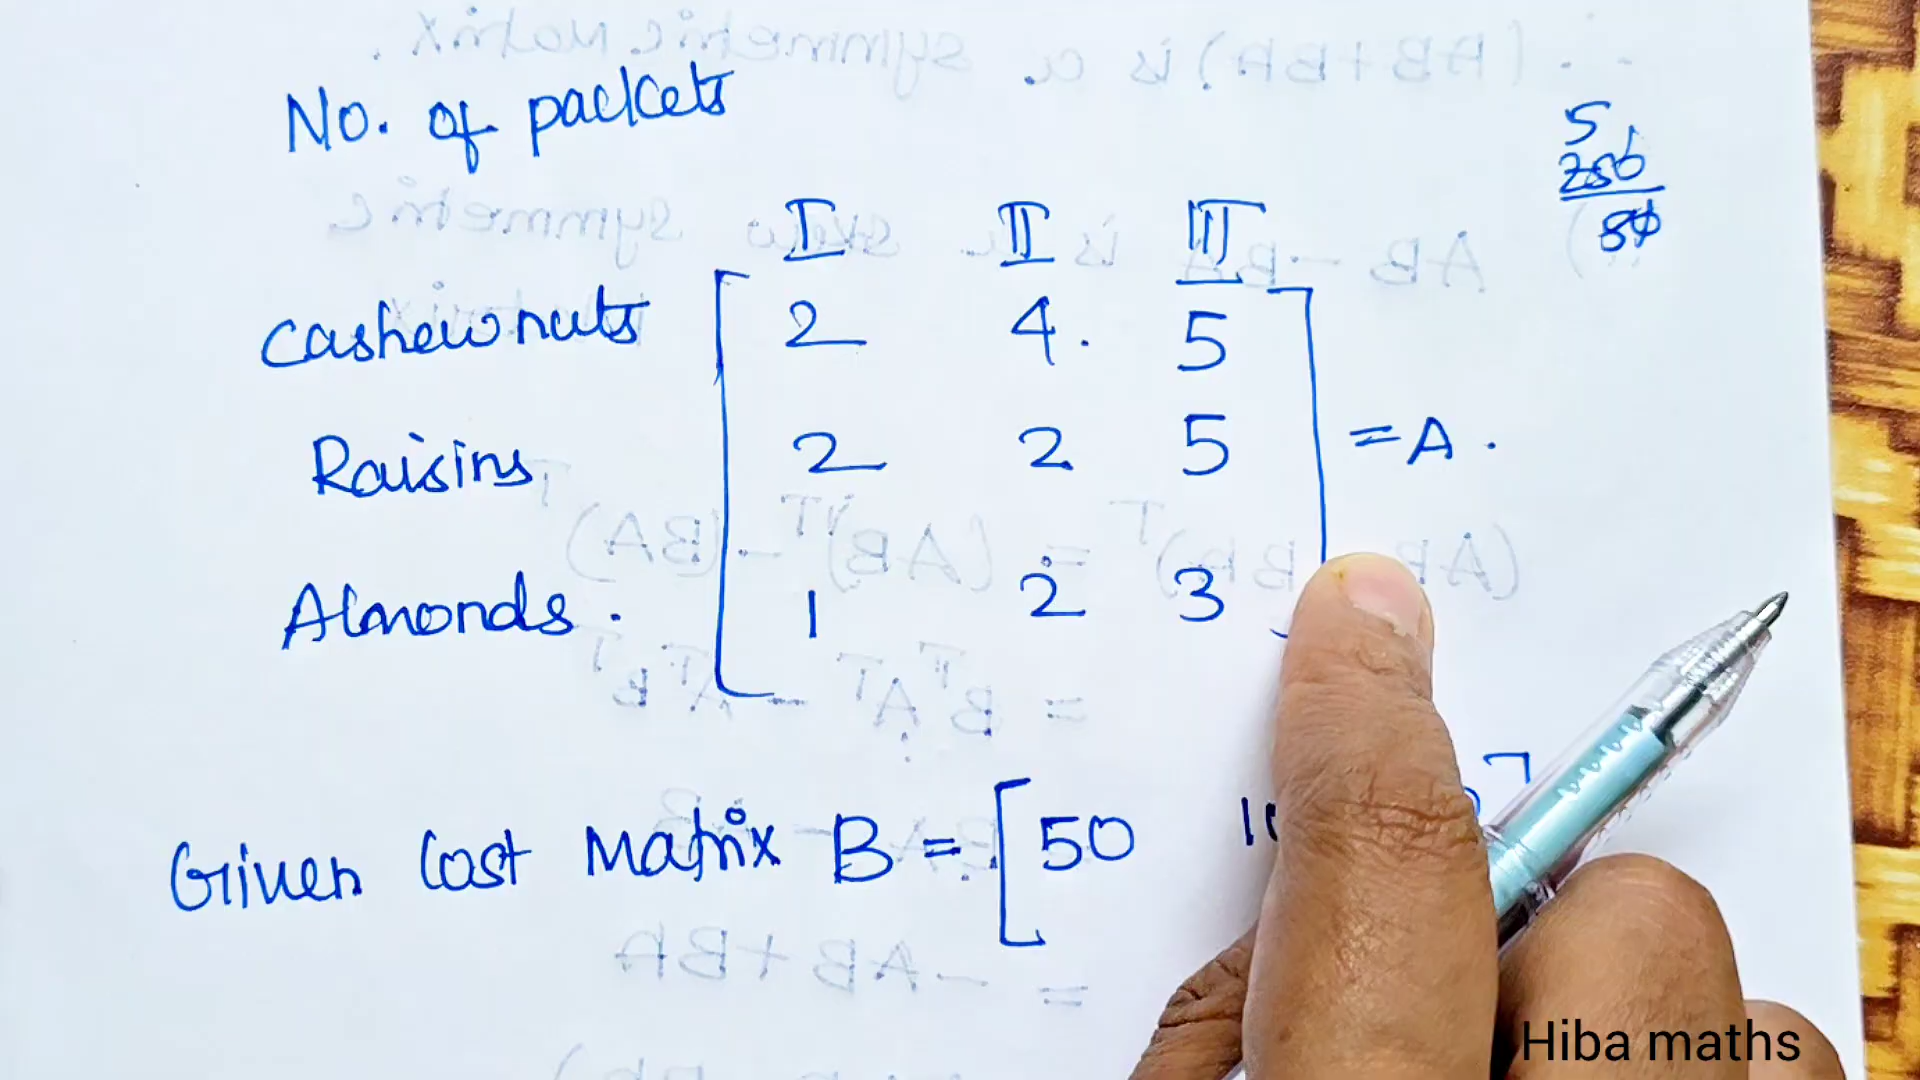 No. of packets
5
250
I II III
Cashewnuts 2 4. 5
Raisins 2 2 5 = A.
Almonds. 1 2 3
Given Cost Matrix B = [50
Hiba maths